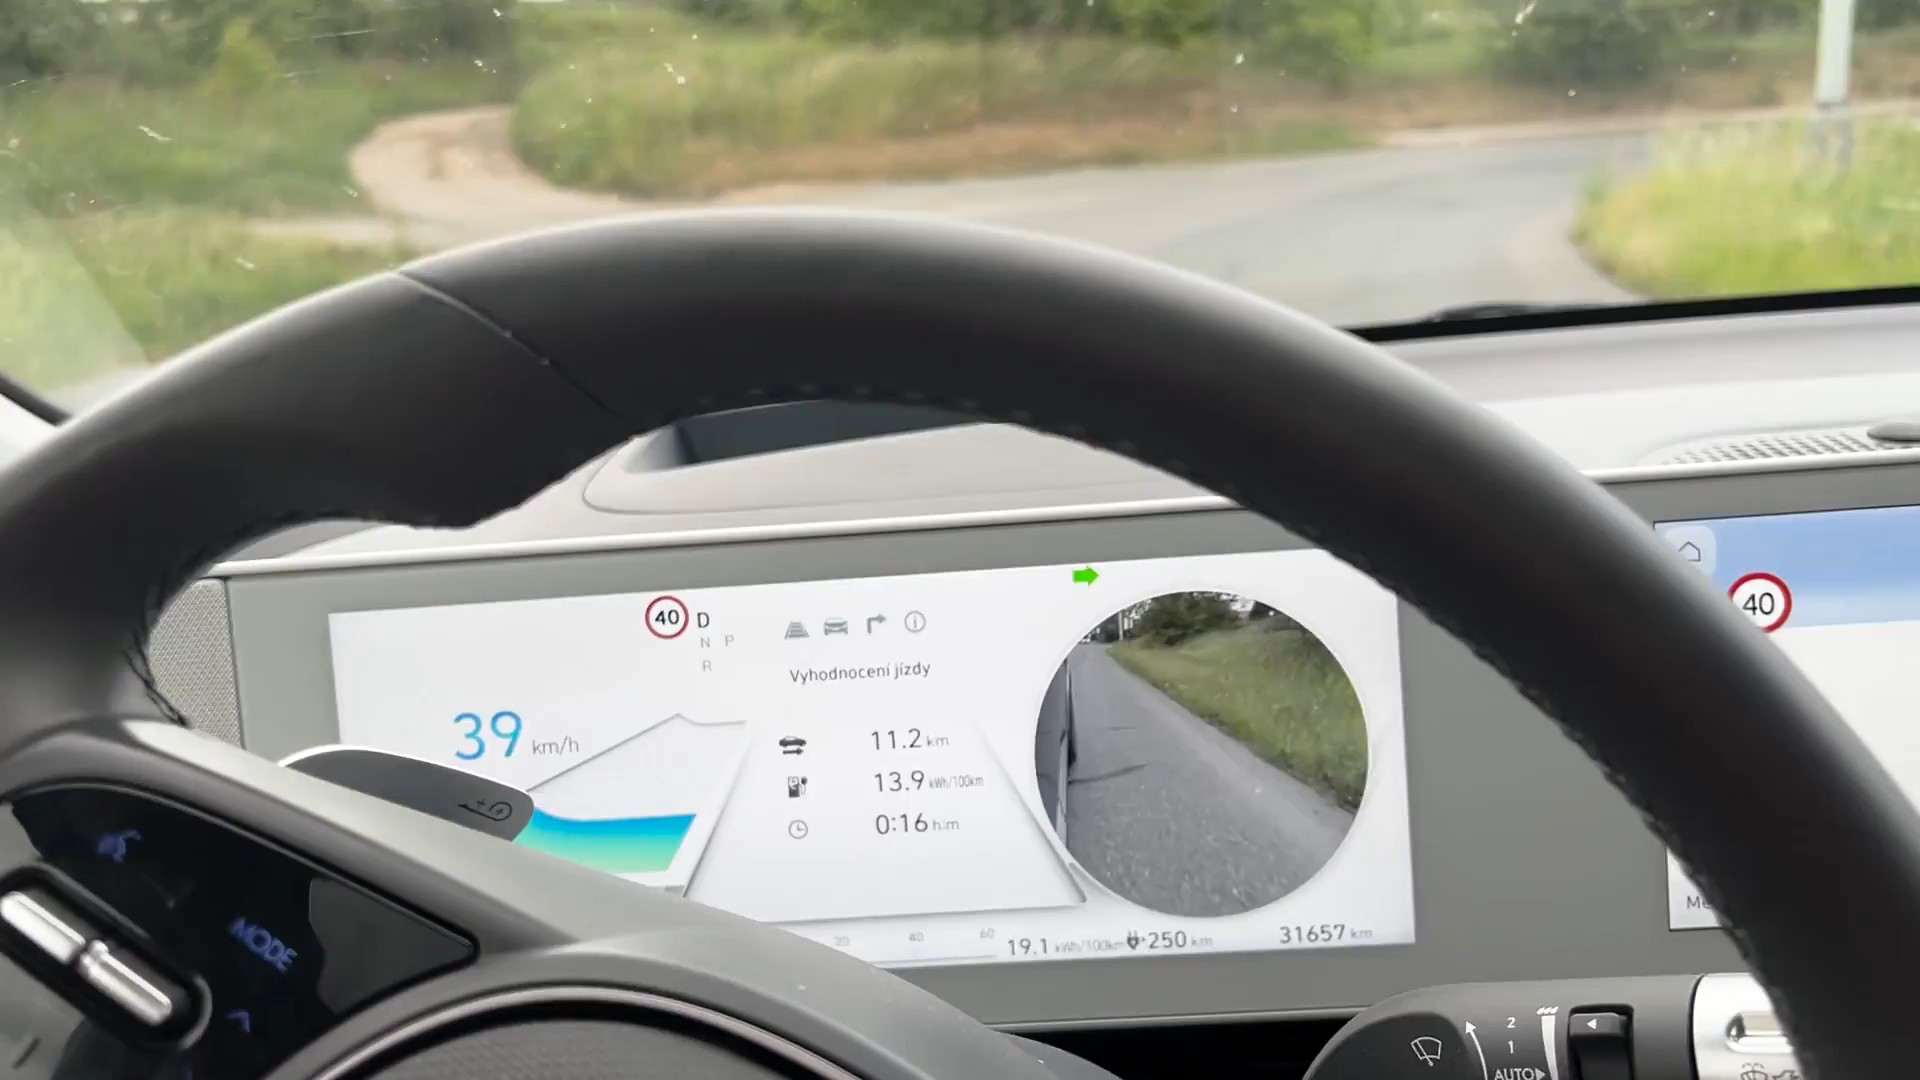 40 D
N P
R
Vyhodnocení jízdy
39 km/h
11.2 km
13.9 kWh/100km
0:16 h:m
20 40 60
19.1 kWh/100km 250 km
31657 km
40
MODE
2
1
AUTO